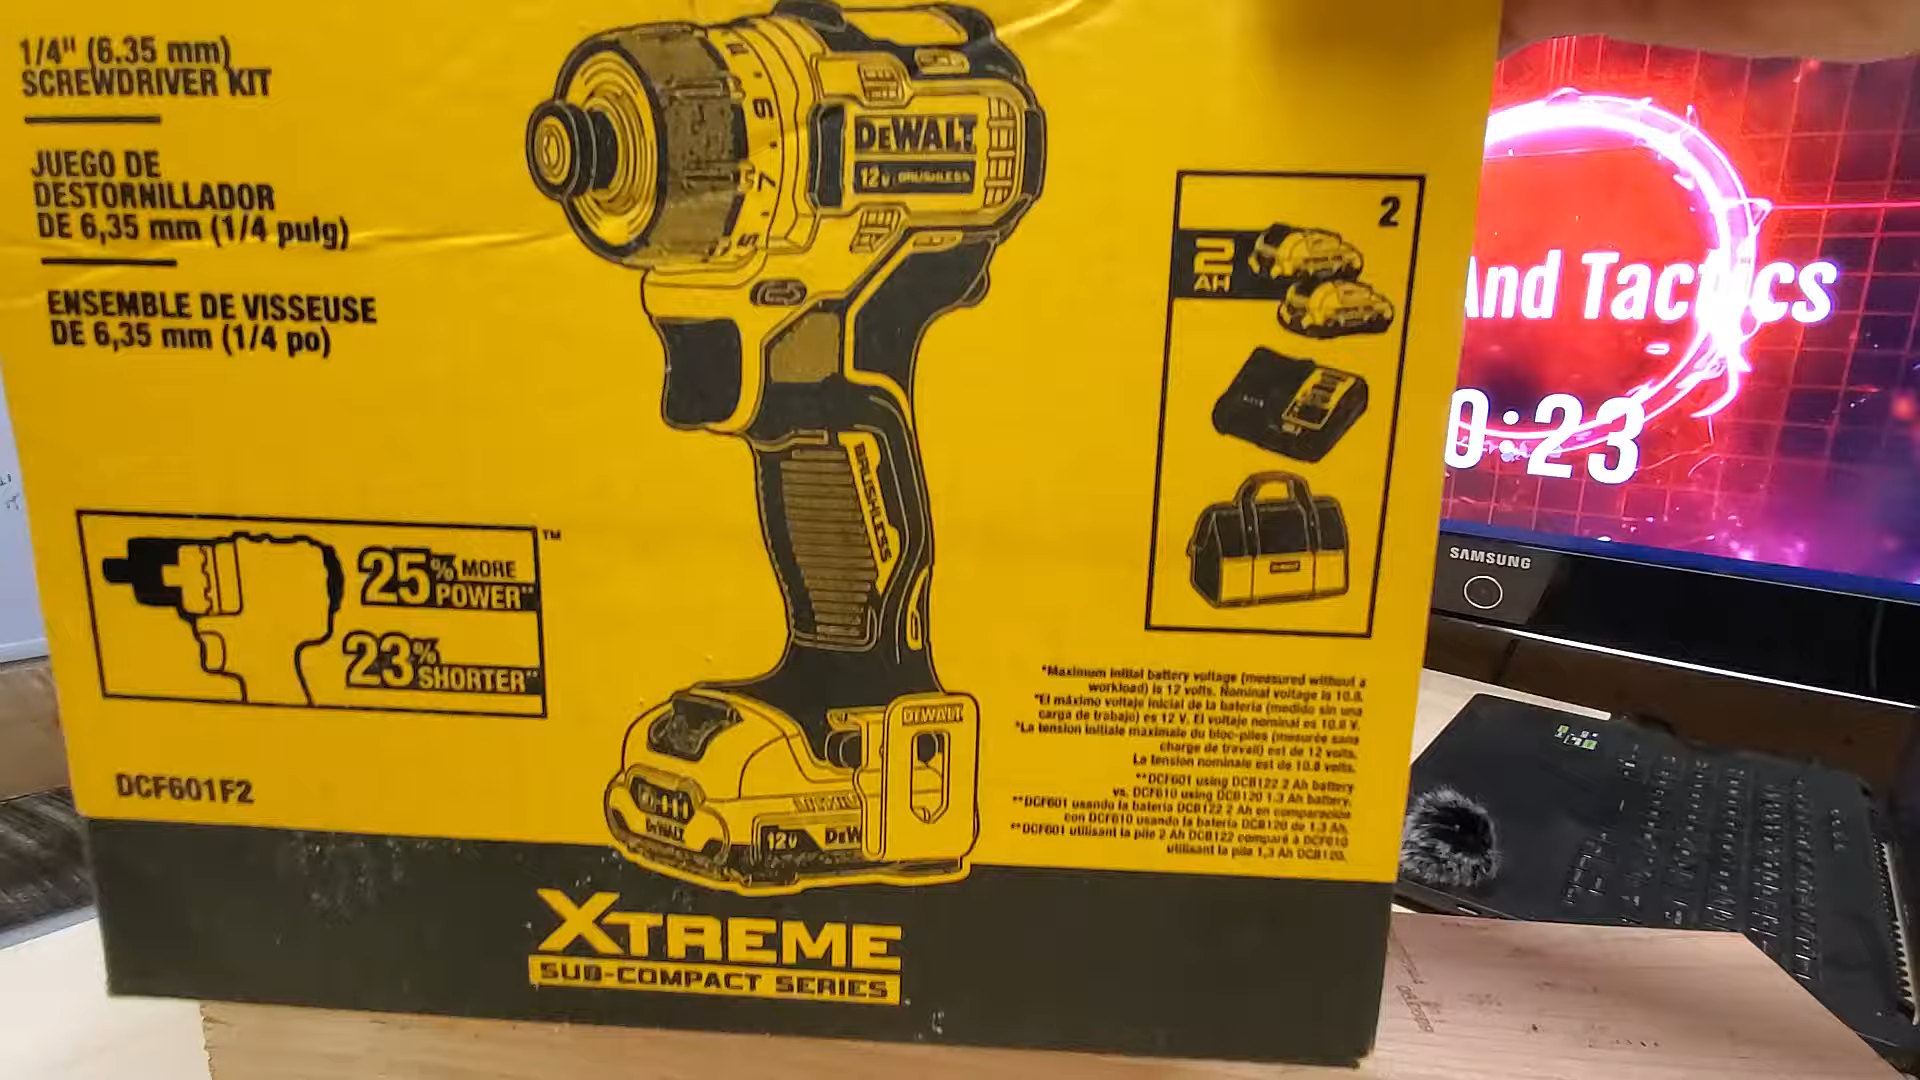 1/4" (6.35 mm)
SCREWDRIVER KIT
JUEGO DE
DESTORNILLADOR
DE 6,35 mm (1/4 pulg)
ENSEMBLE DE VISSEUSE
DE 6,35 mm (1/4 po)
25% MORE
POWER**
23%
SHORTER**
TM
DCF601F2
9
7
5
DEWALT
12V BRUSHLESS
BRUSHLESS
DEWALT
DEWALT
12V DEW
2
2
AH
*Maximum initial battery voltage (measured without a
workload) is 12 volts. Nominal voltage is 10.8.
*El máximo voltaje inicial de la batería (medido sin una
carga de trabajo) es 12 V. El voltaje nominal es 10.8 V.
*La tension initiale maximale du bloc-piles (mesurée sans
charge de travail) est de 12 volts.
La tension nominale est de 10.8 volts.
**DCF601 using DCB122 2 Ah battery
vs. DCF610 using DCB120 1.3 Ah battery.
**DCF601 usando la batería DCB122 2 Ah en comparación
con DCF610 usando la batería DCB120 de 1.3 Ah.
**DCF601 utilisant la pile 2 Ah DCB122 comparé à DCF610
utilisant la pile 1,3 Ah DCB120.
XTREME
SUB-COMPACT SERIES
And Tactics
0:23
SAMSUNG